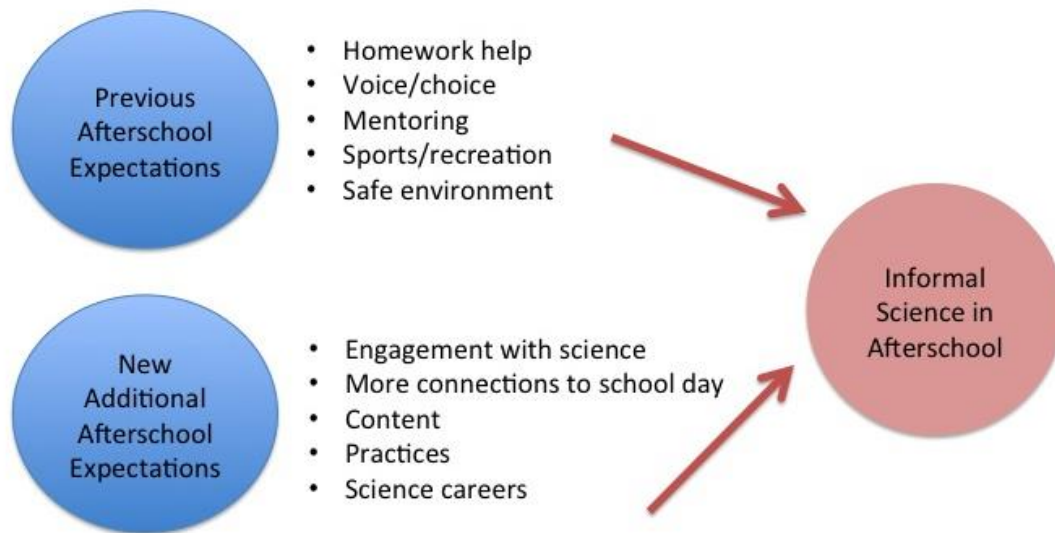 Previous
Afterschool
Expectations
• Homework help
• Voice/choice
• Mentoring
• Sports/recreation
• Safe environment
New
Additional
Afterschool
Expectations
• Engagement with science
• More connections to school day
• Content
• Practices
• Science careers
Informal
Science in
Afterschool